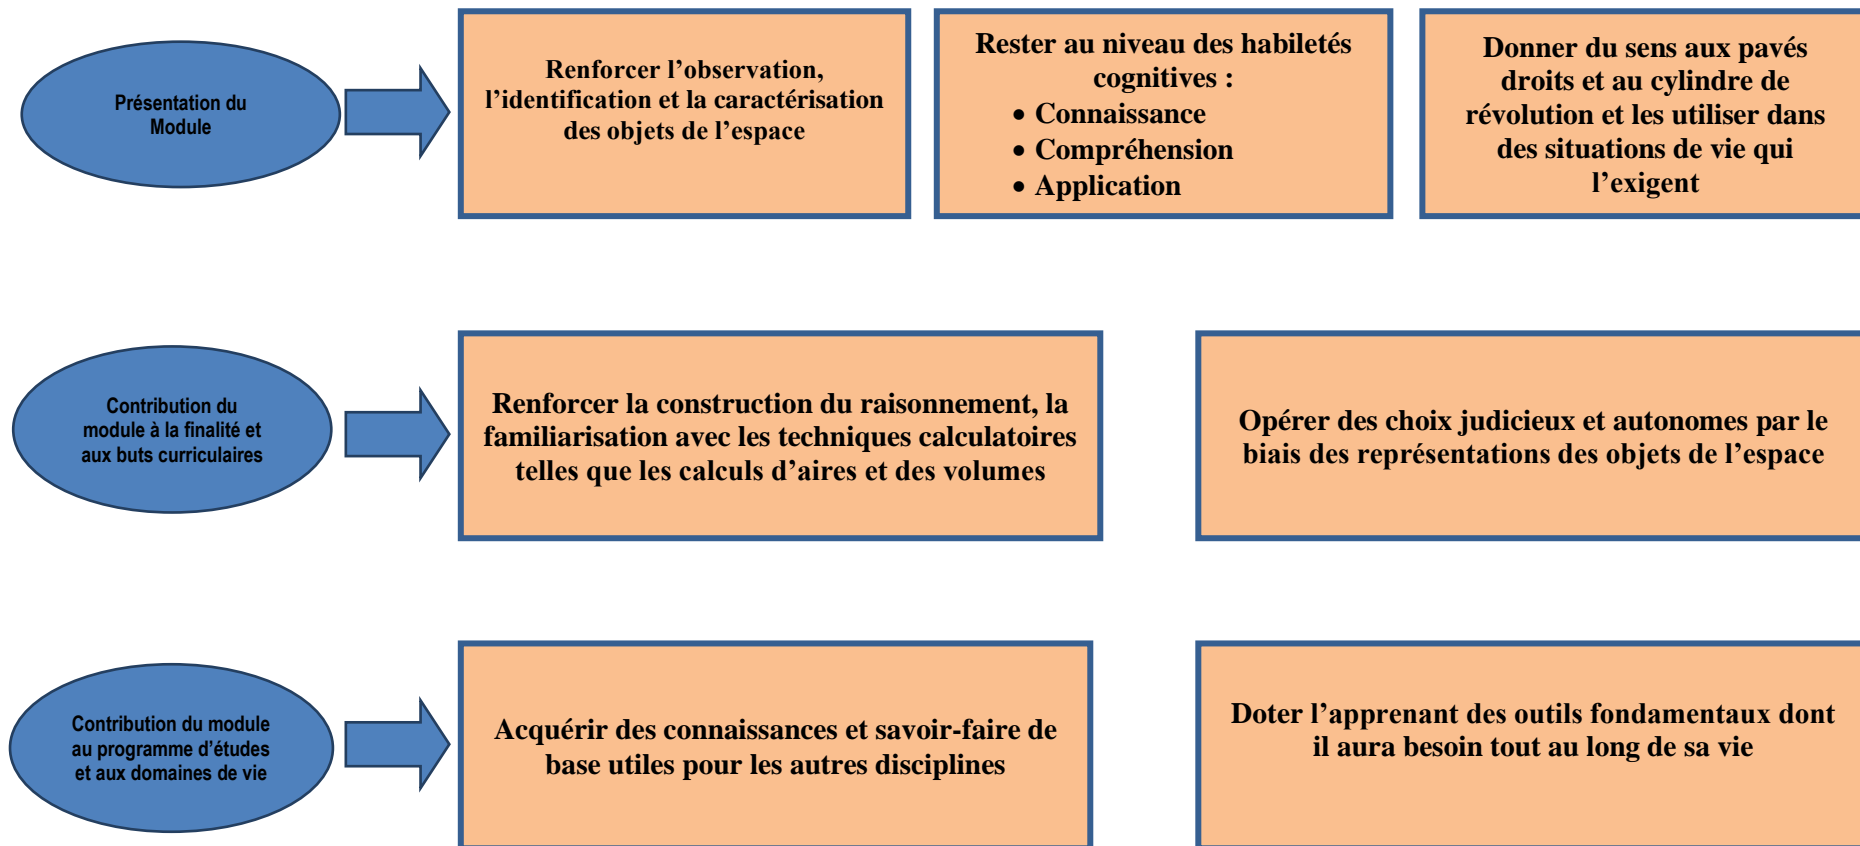 Présentation du
Module
Renforcer l’observation,
l’identification et la caractérisation
des objets de l’espace
Rester au niveau des habiletés
cognitives :
• Connaissance
• Compréhension
• Application
Donner du sens aux pavés
droits et au cylindre de
révolution et les utiliser dans
des situations de vie qui
l’exigent
Contribution du
module à la finalité et
aux buts curriculaires
Renforcer la construction du raisonnement, la
familiarisation avec les techniques calculatoires
telles que les calculs d’aires et des volumes
Opérer des choix judicieux et autonomes par le
biais des représentations des objets de l’espace
Contribution du module
au programme d’études
et aux domaines de vie
Acquérir des connaissances et savoir-faire de
base utiles pour les autres disciplines
Doter l’apprenant des outils fondamentaux dont
il aura besoin tout au long de sa vie